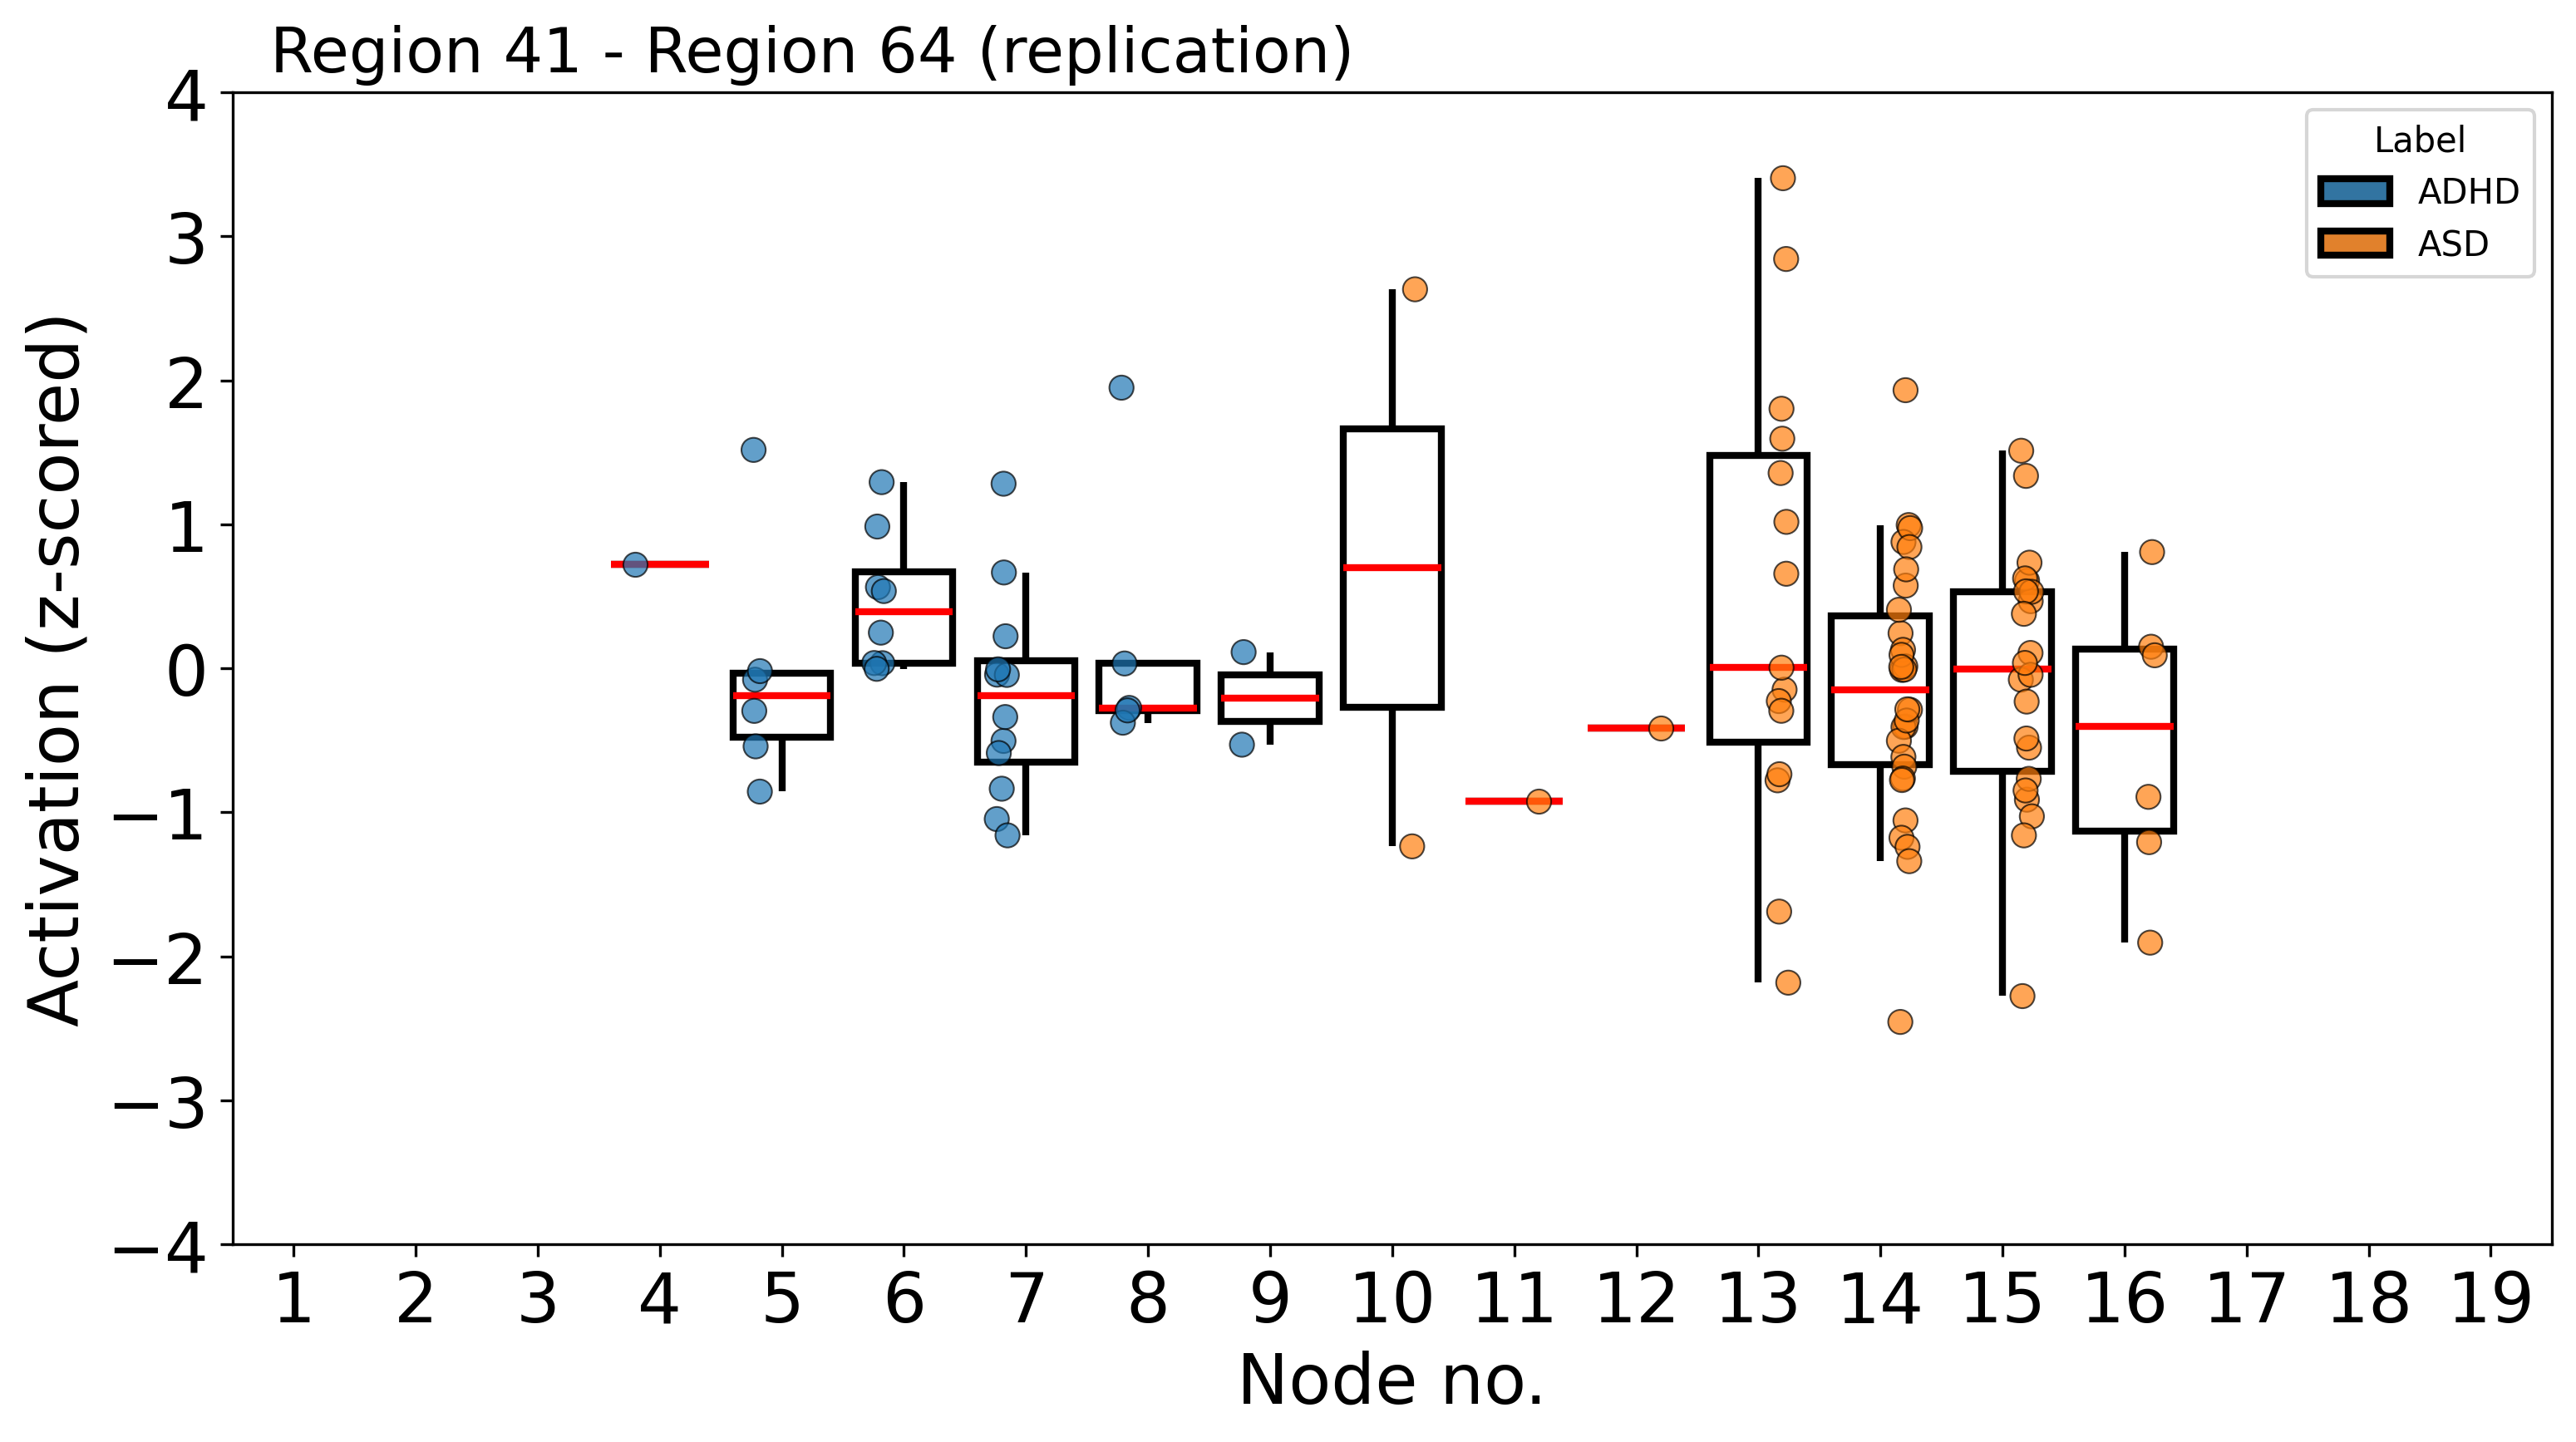 Region 41 - Region 64 (replication)
Label
ADHD
ASD
Activation (z-scored)
4
3
2
1
0
−1
−2
−3
−4
1 2 3 4 5 6 7 8 9 10 11 12 13 14 15 16 17 18 19
Node no.